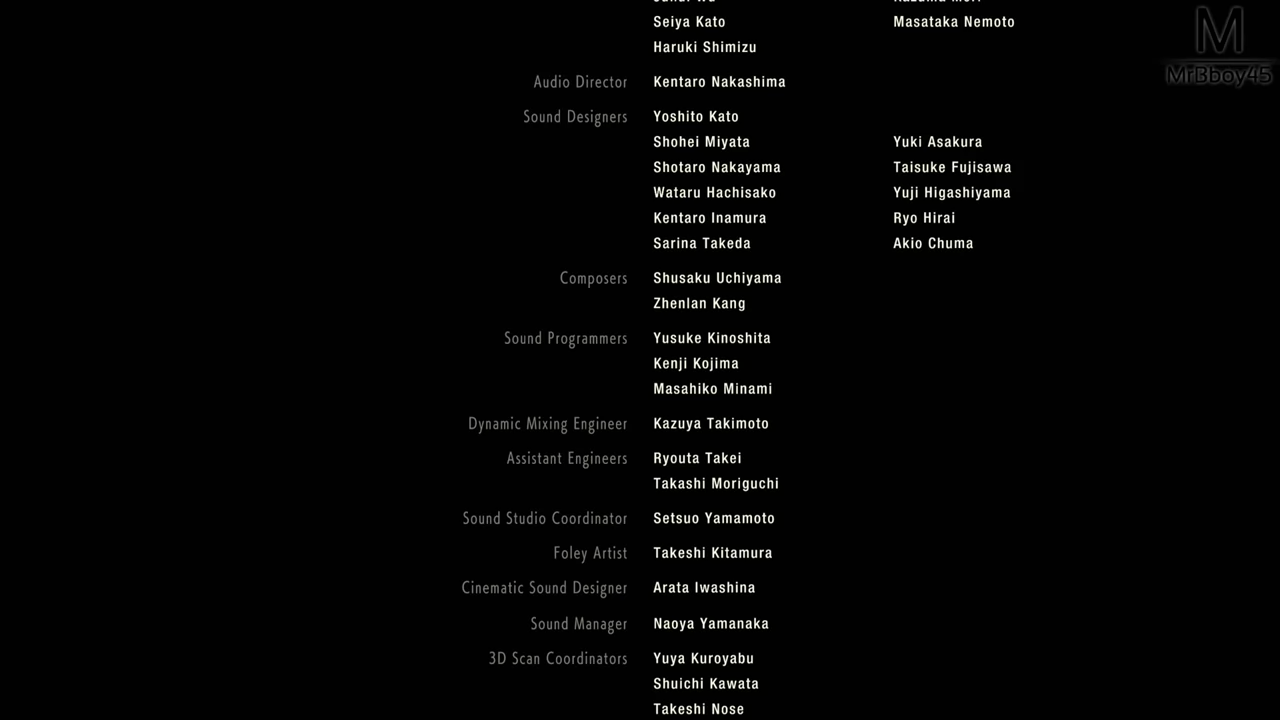 Seiya Kato Masataka Nemoto
Haruki Shimizu
Audio Director Kentaro Nakashima
Sound Designers Yoshito Kato
Shohei Miyata Yuki Asakura
Shotaro Nakayama Taisuke Fujisawa
Wataru Hachisako Yuji Higashiyama
Kentaro Inamura Ryo Hirai
Sarina Takeda Akio Chuma
Composers Shusaku Uchiyama
Zhenlan Kang
Sound Programmers Yusuke Kinoshita
Kenji Kojima
Masahiko Minami
Dynamic Mixing Engineer Kazuya Takimoto
Assistant Engineers Ryouta Takei
Takashi Moriguchi
Sound Studio Coordinator Setsuo Yamamoto
Foley Artist Takeshi Kitamura
Cinematic Sound Designer Arata Iwashina
Sound Manager Naoya Yamanaka
3D Scan Coordinators Yuya Kuroyabu
Shuichi Kawata
Takeshi Nose
M
MrBboy45